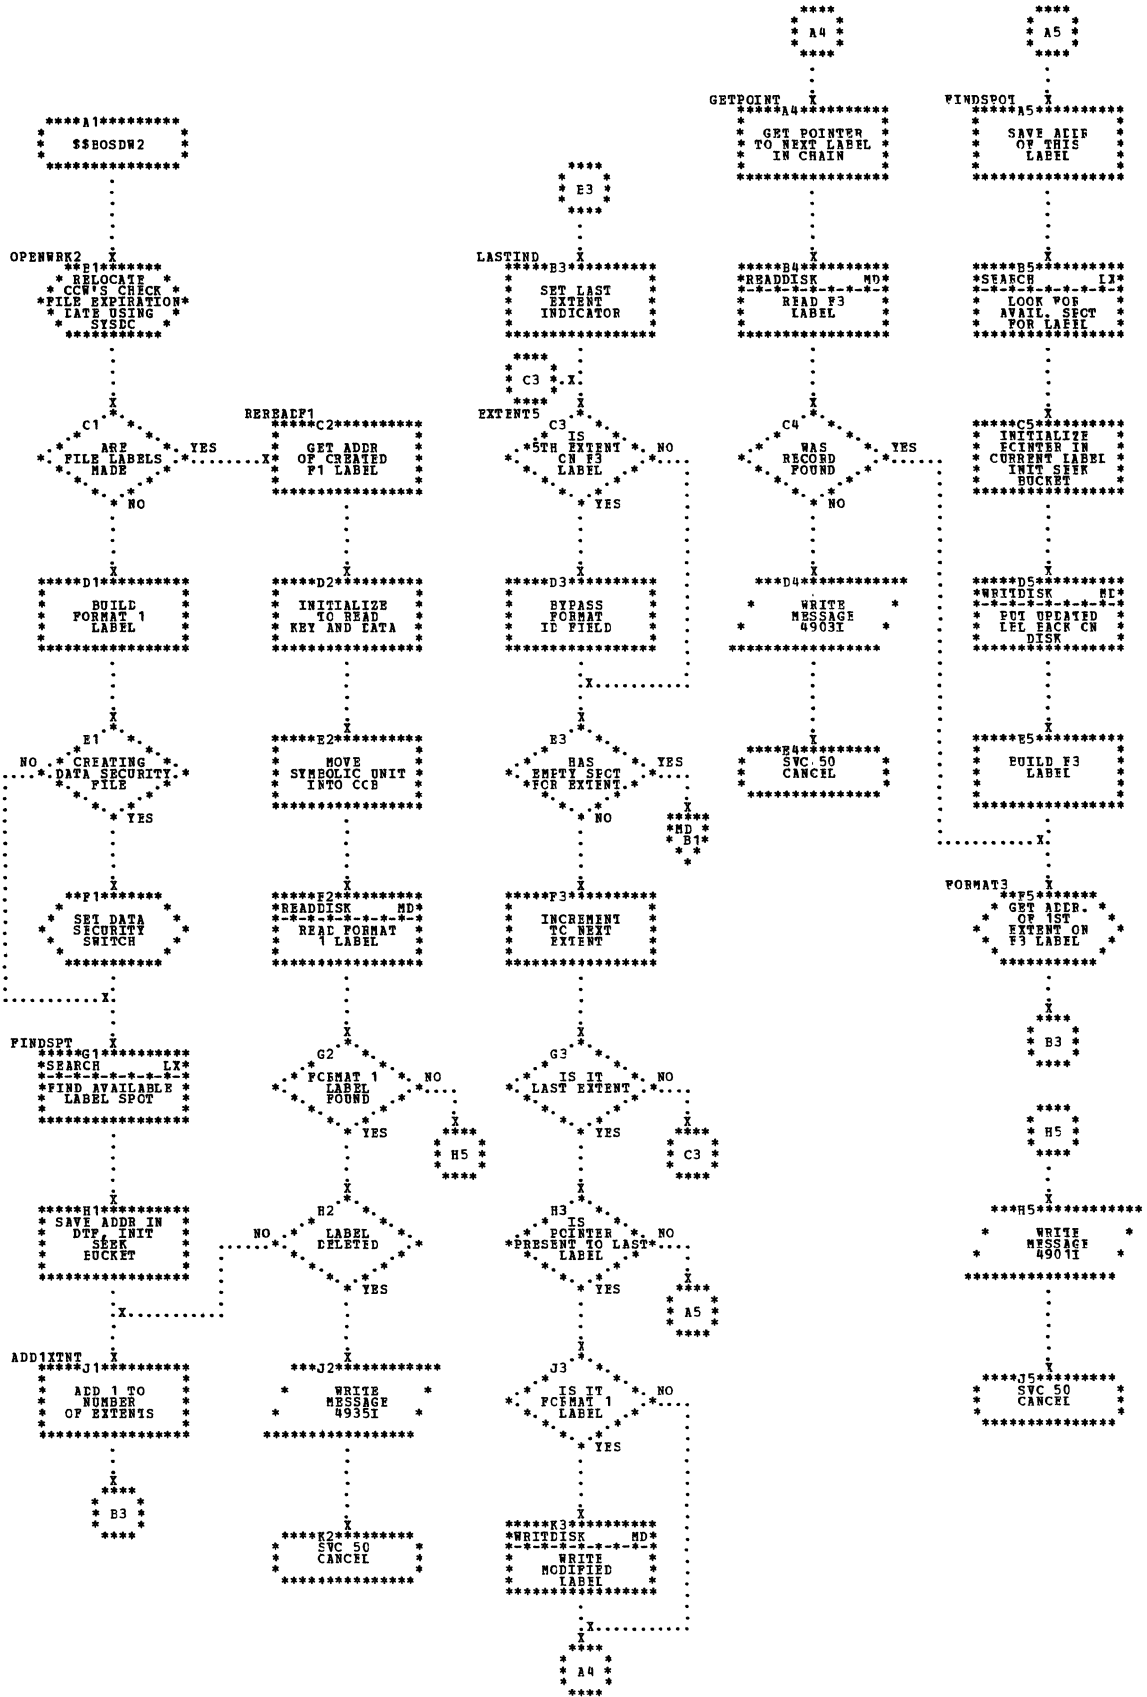 A1
$$BOSDW2
OPENWRK2
B1
RELOCATE
CCW'S CHECK
FILE EXPIRATION
DATE USING
SYSDC
C1
ARE
FILE LABELS
MADE
YES
NO
D1
BUILD
FORMAT 1
LABEL
E1
CREATING
DATA SECURITY
FILE
NO
YES
F1
SET DATA
SECURITY
SWITCH
FINDSPT
G1
SEARCH LX
FIND AVAILABLE
LABEL SPOT
H1
SAVE ADDR IN
DTF, INIT
SEEK
BUCKET
ADD1XTNT
J1
ADD 1 TO
NUMBER
OF EXTENTS
B3
REREADF1
C2
GET ADDR
OF CREATED
F1 LABEL
D2
INITIALIZE
TO READ
KEY AND DATA
E2
MOVE
SYMBOLIC UNIT
INTO CCB
F2
READDISK MD
READ FORMAT
1 LABEL
G2
FORMAT 1
LABEL
FOUND
NO
YES
H5
H2
LABEL
DELETED
NO
YES
J2
WRITE
MESSAGE
4935I
K2
SVC 50
CANCEL
B3
LASTIND
B3
SET LAST
EXTENT
INDICATOR
C3
EXTENT5
C3
IS
5TH EXTENT
ON F3
LABEL
NO
YES
D3
BYPASS
FORMAT
ID FIELD
E3
HAS
EMPTY SPOT
FOR EXTENT
YES
NO
MD
B1
F3
INCREMENT
TO NEXT
EXTENT
G3
IS IT
LAST EXTENT
NO
YES
C3
H3
IS
POINTER
PRESENT TO LAST
LABEL
NO
YES
A5
J3
IS IT
FORMAT 1
LABEL
NO
YES
K3
WRITDISK MD
WRITE
MODIFIED
LABEL
A4
A4
GETPOINT
A4
GET POINTER
TO NEXT LABEL
IN CHAIN
B4
READDISK MD
READ F3
LABEL
C4
WAS
RECORD
FOUND
YES
NO
D4
WRITE
MESSAGE
4903I
E4
SVC 50
CANCEL
A5
FINDSPOT
A5
SAVE ADDR
OF THIS
LABEL
B5
SEARCH LX
LOOK FOR
AVAIL. SPOT
FOR LABEL
C5
INITIALIZE
POINTER IN
CURRENT LABEL
INIT SEEK
BUCKET
D5
WRITDISK MD
PUT UPDATED
LBL BACK ON
DISK
E5
BUILD F3
LABEL
FORMAT3
F5
GET ADDR.
OF 1ST
EXTENT ON
F3 LABEL
B3
H5
H5
WRITE
MESSAGE
4901I
J5
SVC 50
CANCEL